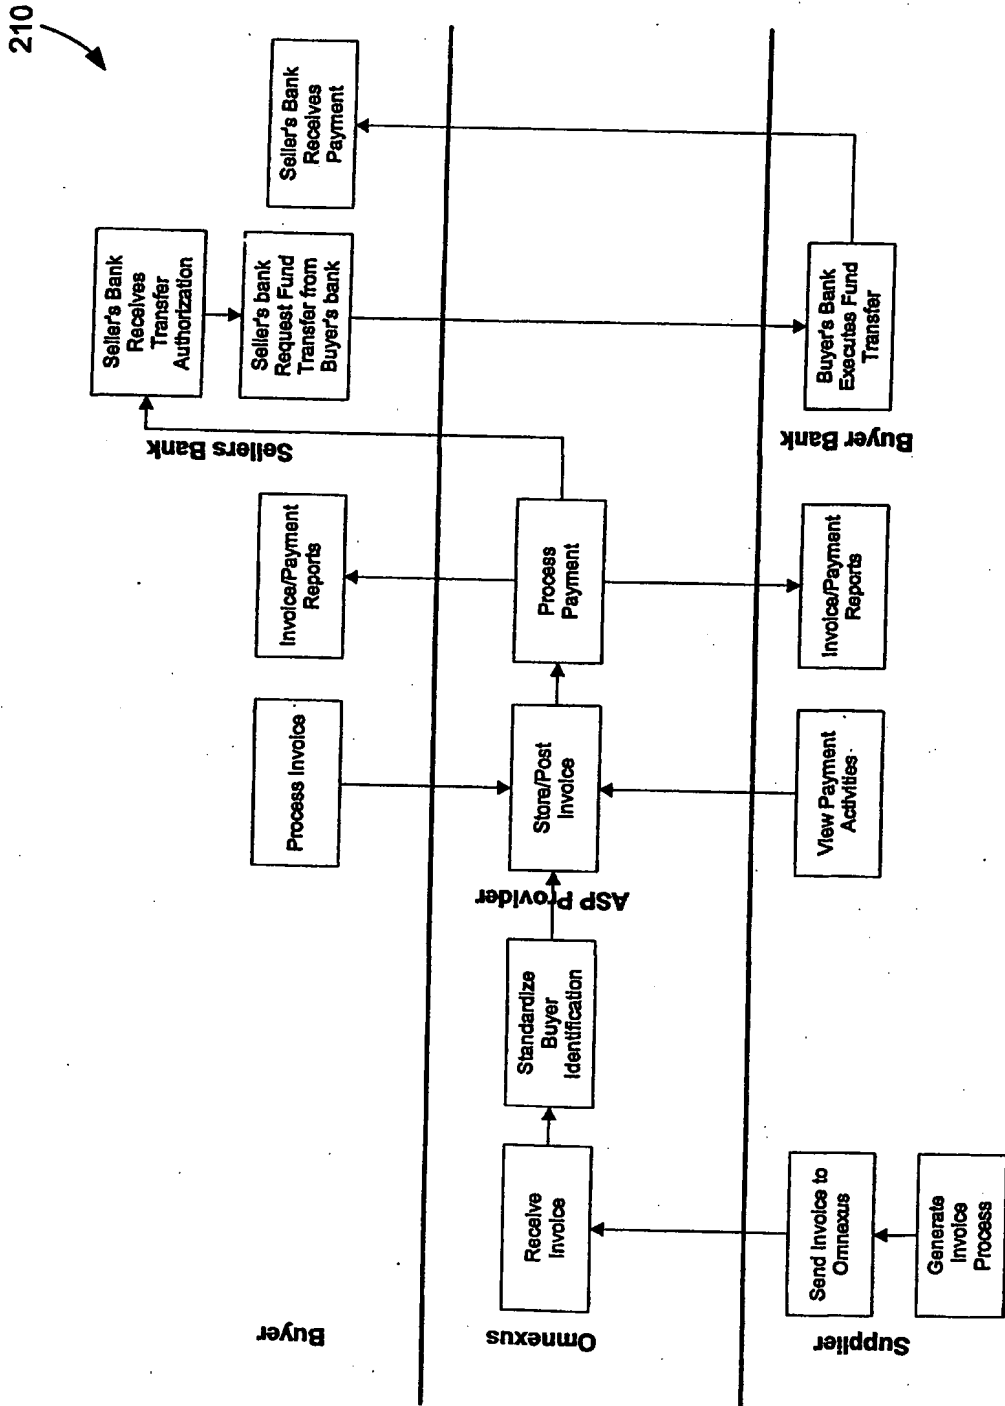 210
Buyer
Process Invoice
Invoice/Payment
Reports
Sellers Bank
Seller's Bank
Receives
Transfer
Authorization
Seller's bank
Request Fund
Transfer from
Buyer's bank
Seller's Bank
Receives
Payment
Omnexus
Receive
Invoice
Standardize
Buyer
Identification
ASP Provider
Store/Post
Invoice
Process
Payment
Supplier
Send Invoice to
Omnexus
Generate
Invoice
Process
View Payment
Activities
Invoice/Payment
Reports
Buyer Bank
Buyer's Bank
Executes Fund
Transfer